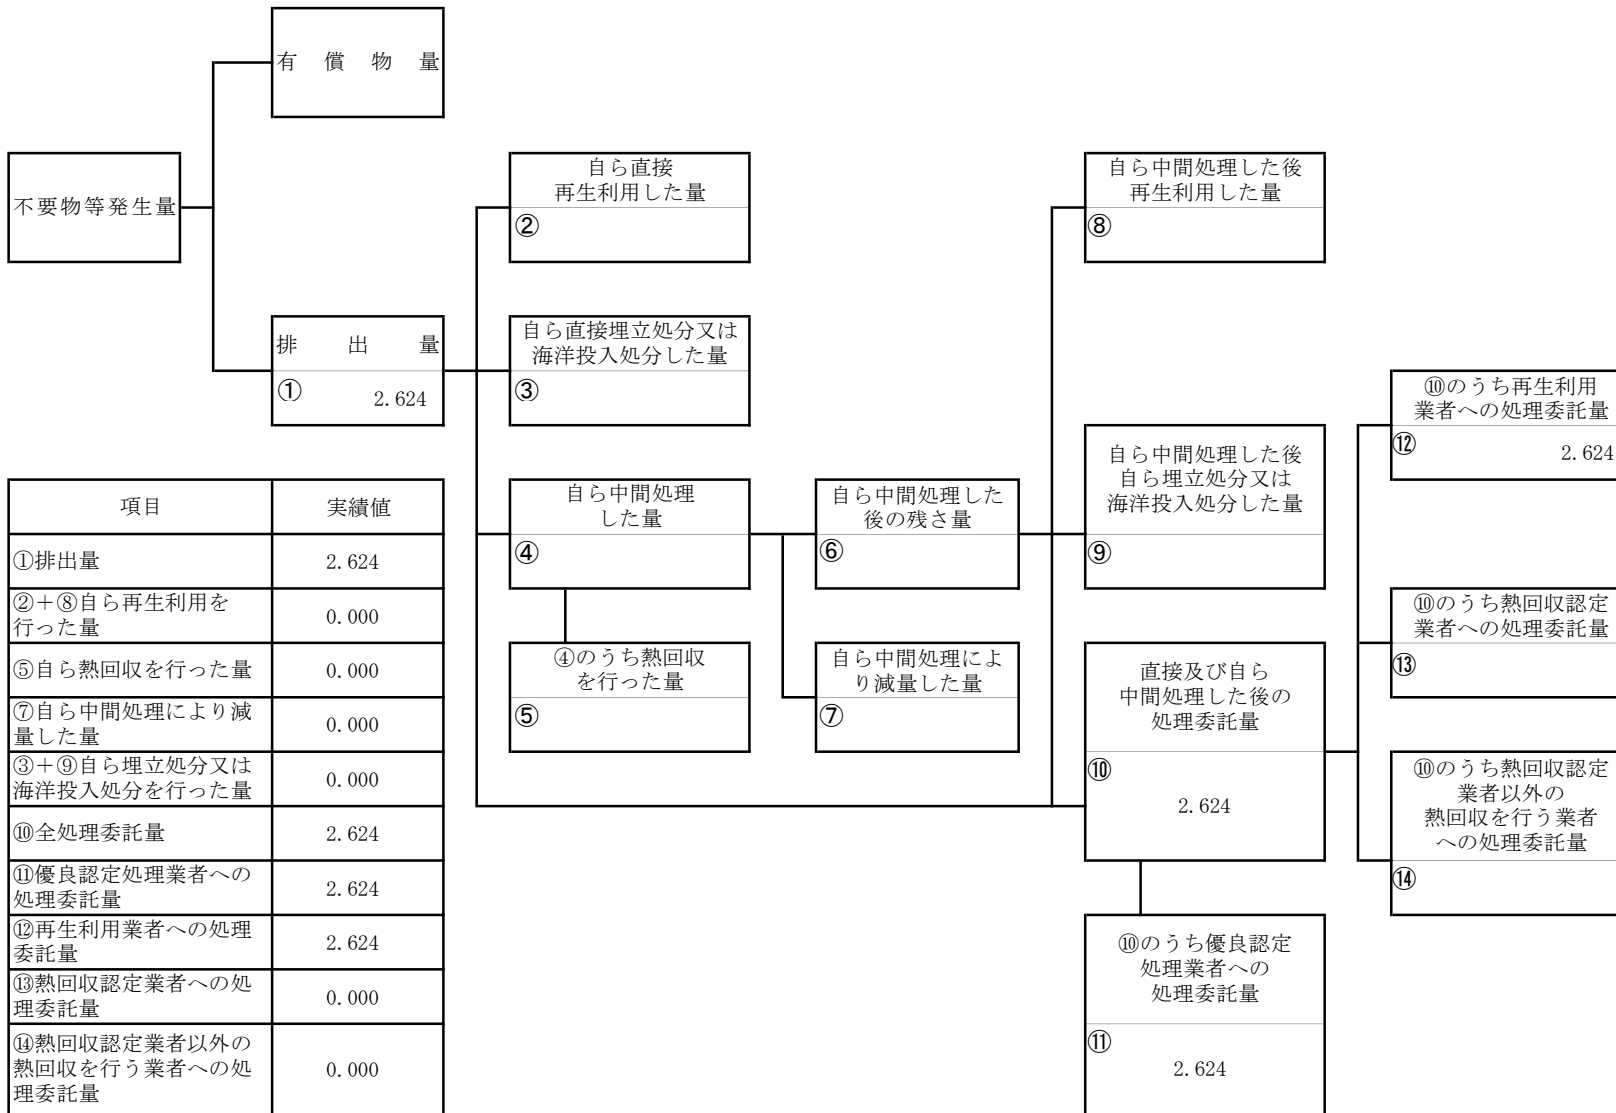 有償物量
不要物等発生量
排出量
① 2.624
自ら直接
再生利用した量
②
自ら直接埋立処分又は
海洋投入処分した量
③
自ら中間処理
した量
④
④のうち熱回収
を行った量
⑤
自ら中間処理した
後の残さ量
⑥
自ら中間処理によ
り減量した量
⑦
自ら中間処理した後
再生利用した量
⑧
自ら中間処理した後
自ら埋立処分又は
海洋投入処分した量
⑨
直接及び自ら
中間処理した後の
処理委託量
⑩
2.624
⑩のうち優良認定
処理業者への
処理委託量
⑪
2.624
⑩のうち再生利用
業者への処理委託量
⑫ 2.624
⑩のうち熱回収認定
業者への処理委託量
⑬
⑩のうち熱回収認定
業者以外の
熱回収を行う業者
への処理委託量
⑭
項目 実績値
①排出量 2.624
②+⑧自ら再生利用を
行った量 0.000
⑤自ら熱回収を行った量 0.000
⑦自ら中間処理により減
量した量 0.000
③+⑨自ら埋立処分又は
海洋投入処分を行った量 0.000
⑩全処理委託量 2.624
⑪優良認定処理業者への
処理委託量 2.624
⑫再生利用業者への処理
委託量 2.624
⑬熱回収認定業者への処
理委託量 0.000
⑭熱回収認定業者以外の
熱回収を行う業者への処
理委託量 0.000